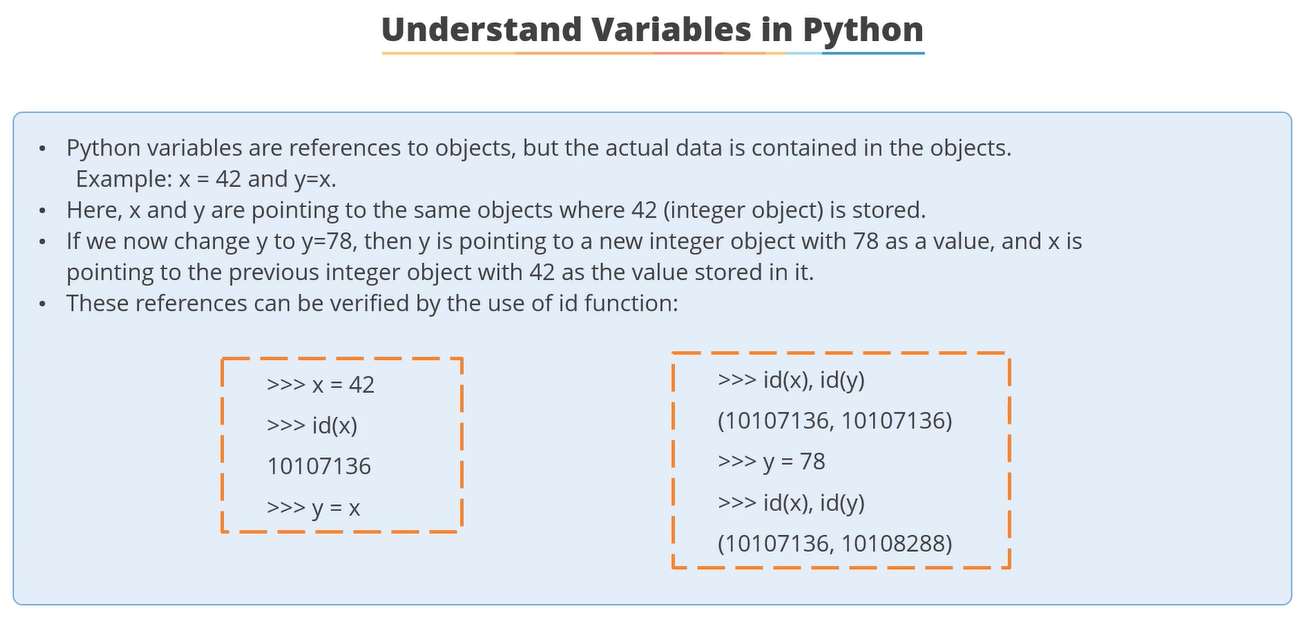 Understand Variables in Python
• Python variables are references to objects, but the actual data is contained in the objects.
Example: x = 42 and y=x.
• Here, x and y are pointing to the same objects where 42 (integer object) is stored.
• If we now change y to y=78, then y is pointing to a new integer object with 78 as a value, and x is
pointing to the previous integer object with 42 as the value stored in it.
• These references can be verified by the use of id function:
>>> x = 42
>>> id(x)
10107136
>>> y = x
>>> id(x), id(y)
(10107136, 10107136)
>>> y = 78
>>> id(x), id(y)
(10107136, 10108288)